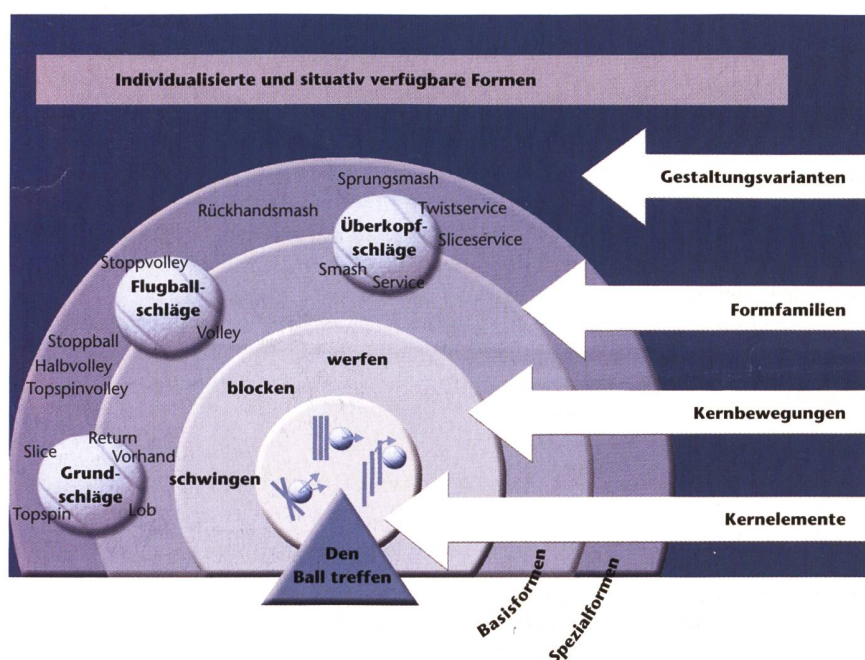 Individualisierte und situativ verfügbare Formen
Gestaltungsvarianten
Sprungsmash
Rückhandsmash
Twistservice
Überkopf-
schläge
Sliceservice
Smash
Service
Stoppvolley
Flugball-
schläge
Volley
Stoppball
Halbvolley
Topspinvolley
Formfamilien
werfen
blocken
Kernbewegungen
Return
Slice
Vorhand
Grund-
schläge
Topspin
Lob
schwingen
Kernelemente
Den
Ball treffen
Basisformen
Spezialformen